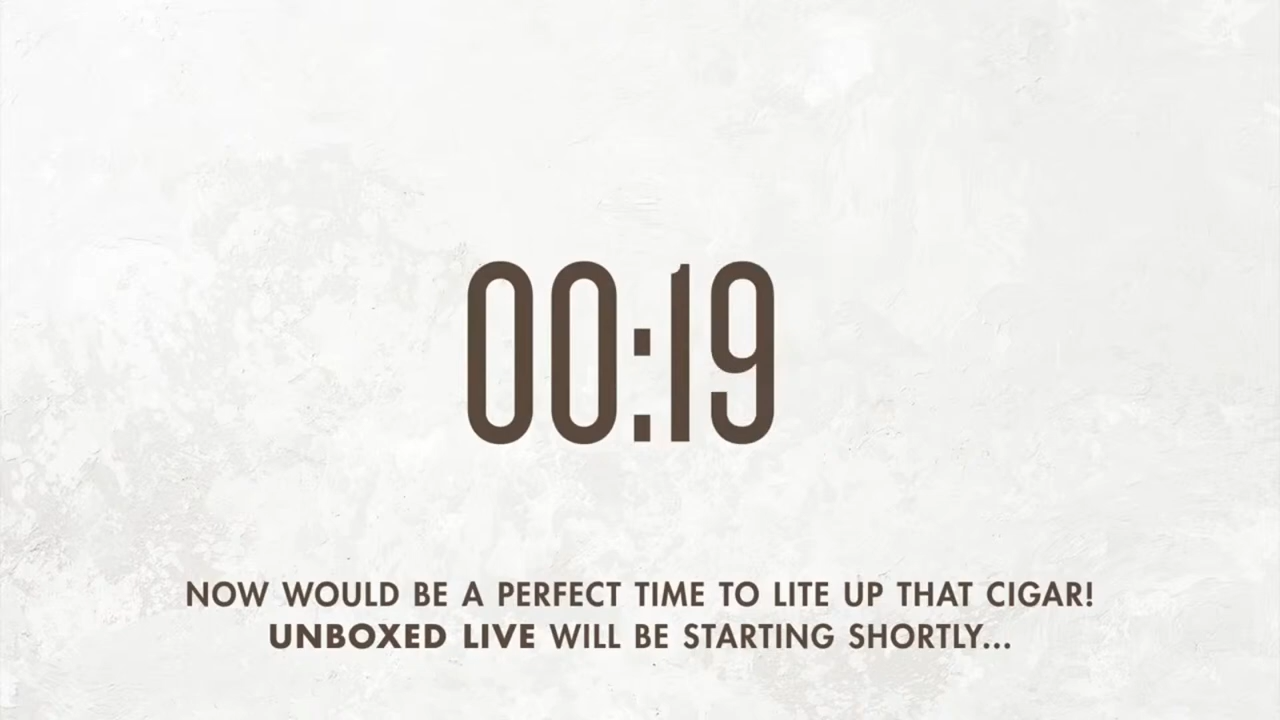 00:19
NOW WOULD BE A PERFECT TIME TO LITE UP THAT CIGAR!
UNBOXED LIVE WILL BE STARTING SHORTLY...